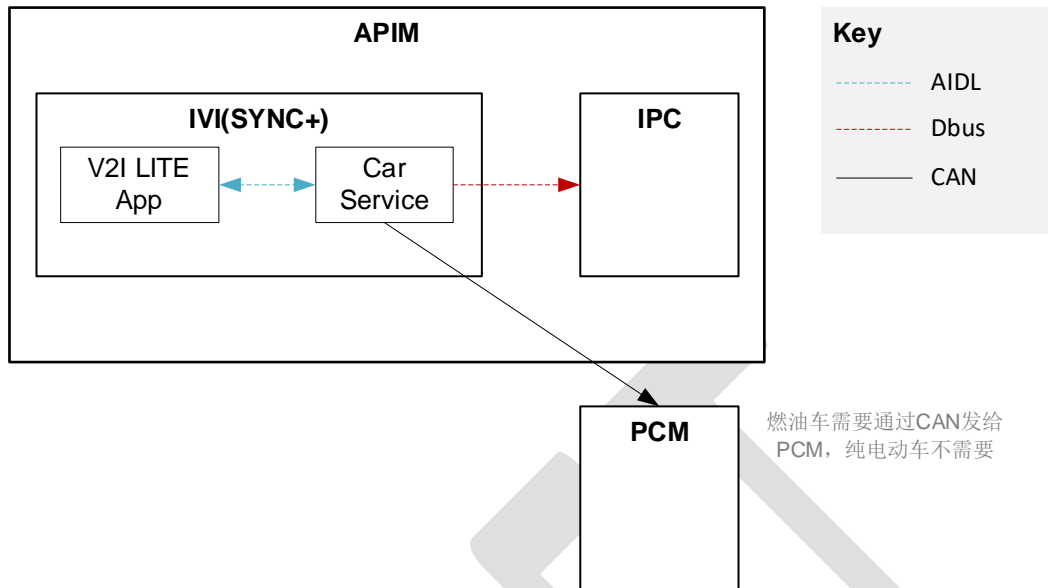 APIM
Key
AIDL
Dbus
CAN
IVI(SYNC+)
IPC
V2I LITE
App
Car
Service
PCM
燃油车需要通过CAN发给
PCM，纯电动车不需要